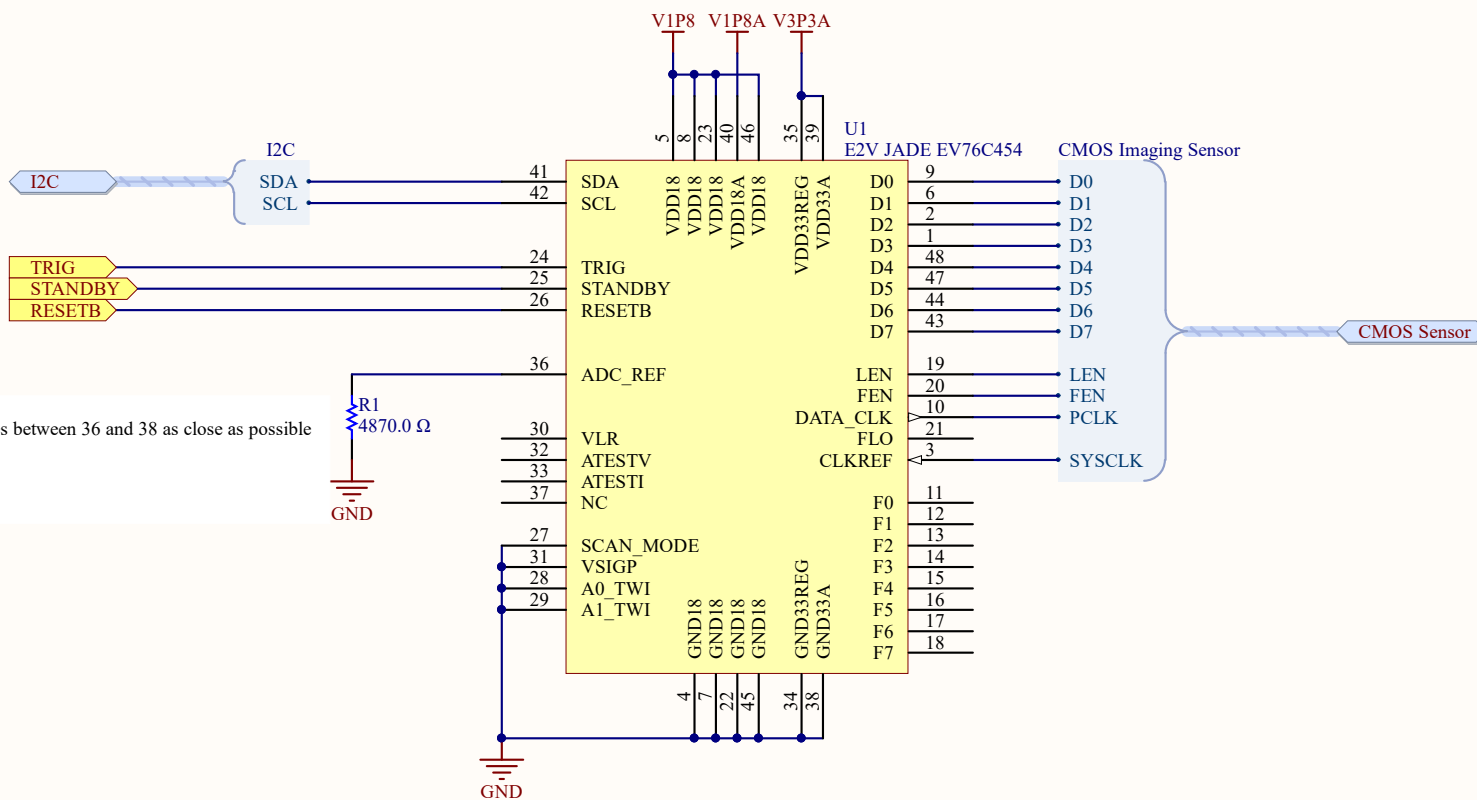 V1P8 V1P8A V3P3A
5 8 23 40 46 35 39
U1
E2V JADE EV76C454
I2C
I2C
SDA
SCL
CMOS Imaging Sensor
41 SDA
42 SCL
TRIG 24 TRIG
STANDBY 25 STANDBY
RESETB 26 RESETB
36 ADC_REF
R1
4870.0 Ω
s between 36 and 38 as close as possible
GND
30 VLR
32 ATESTV
33 ATESTI
37 NC
27 SCAN_MODE
31 VSIGP
28 A0_TWI
29 A1_TWI
VDD18 VDD18 VDD18 VDD18A VDD18 VDD33REG VDD33A
D0 9 D0
D1 6 D1
D2 2 D2
D3 1 D3
D4 48 D4
D5 47 D5
D6 44 D6
D7 43 D7
CMOS Sensor
LEN 19 LEN
FEN 20 FEN
DATA_CLK 10 PCLK
FLO 21
CLKREF 3 SYSCLK
F0 11
F1 12
F2 13
F3 14
F4 15
F5 16
F6 17
F7 18
GND18 GND18 GND18 GND18 GND33REG GND33A
4 7 22 45 34 38
GND